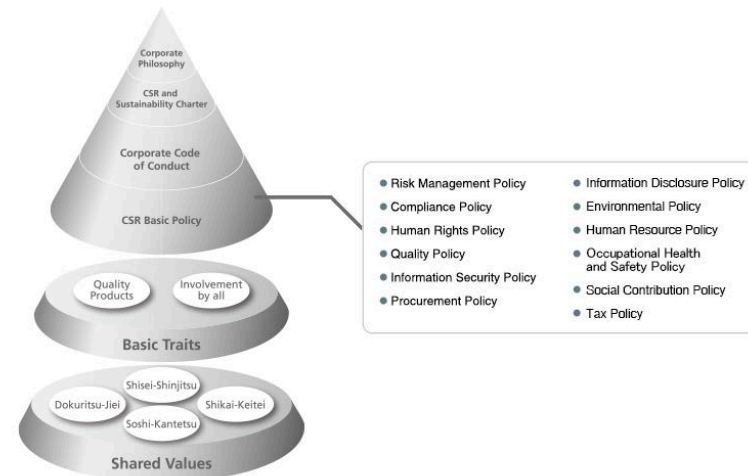 Corporate
Philosophy
CSR and
Sustainability Charter
Corporate Code
of Conduct
CSR Basic Policy
Risk Management Policy
Compliance Policy
Human Rights Policy
Quality Policy
Information Security Policy
Procurement Policy
Information Disclosure Policy
Environmental Policy
Human Resource Policy
Occupational Health
and Safety Policy
Social Contribution Policy
Tax Policy
Quality
Products
Involvement
by all
Basic Traits
Shisei-Shinjitsu
Dokuritsu-Jiei
Shikai-Keitei
Soshi-Kantetsu
Shared Values